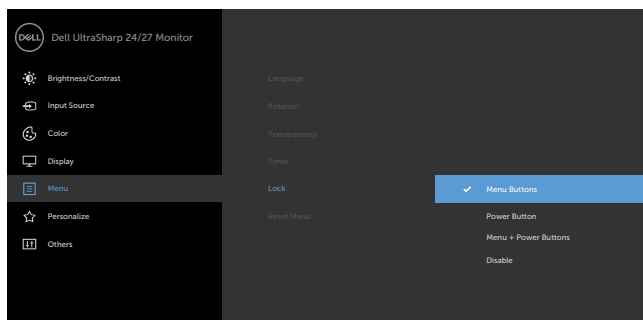 DELL
Dell UltraSharp 24/27 Monitor
Brightness/Contrast
Input Source
Color
Display
Menu
Personalize
Others
Language
Rotation
Transparency
Timer
Lock
Reset Menu
Menu Buttons
Power Button
Menu + Power Buttons
Disable